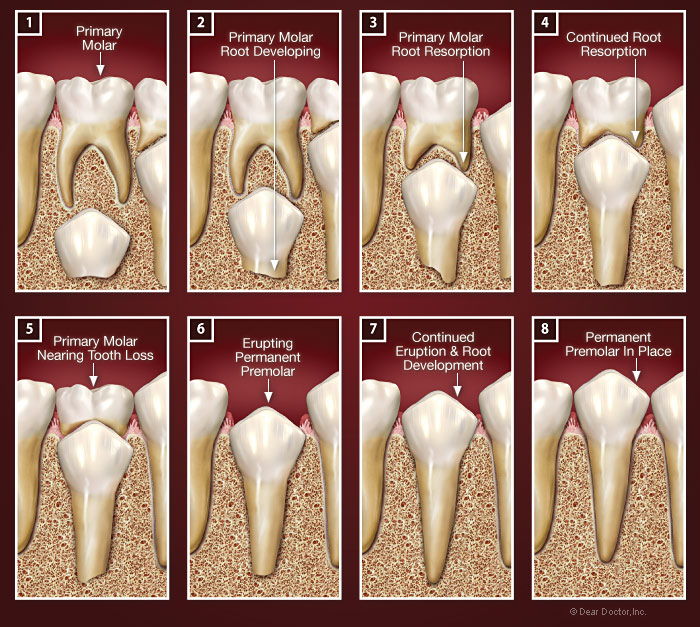 1
Primary
Molar
2
Primary Molar
Root Developing
3
Primary Molar
Root Resorption
4
Continued Root
Resorption
5
Primary Molar
Nearing Tooth Loss
6
Erupting
Permanent
Premolar
7
Continued
Eruption & Root
Development
8
Permanent
Premolar In Place
© Dear Doctor, Inc.